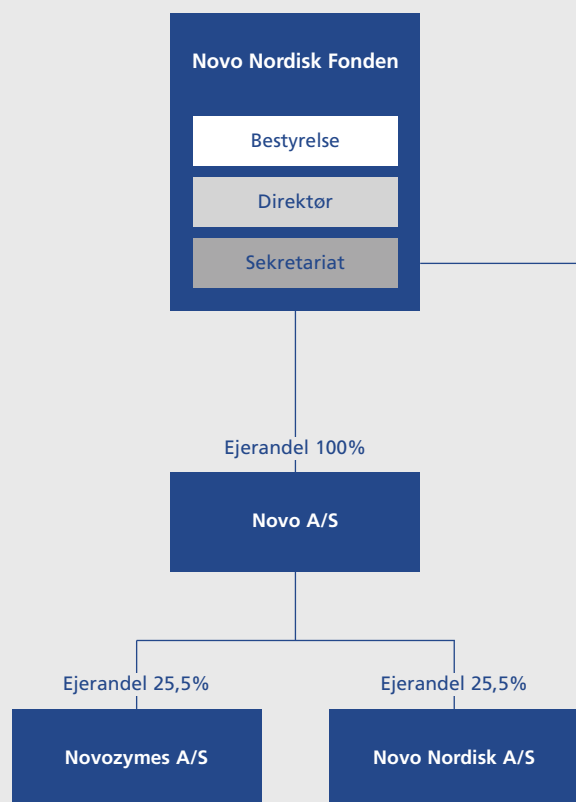 Novo Nordisk Fonden
Bestyrelse
Direktør
Sekretariat
Ejerandel 100%
Novo A/S
Ejerandel 25,5%
Ejerandel 25,5%
Novozymes A/S
Novo Nordisk A/S